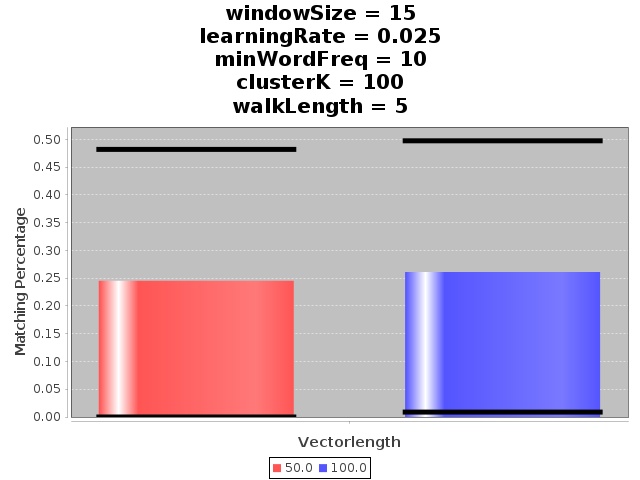 windowSize = 15
learningRate = 0.025
minWordFreq = 10
clusterK = 100
walkLength = 5
Matching Percentage
0.50
0.45
0.40
0.35
0.30
0.25
0.20
0.15
0.10
0.05
0.00
Vectorlength
50.0 100.0